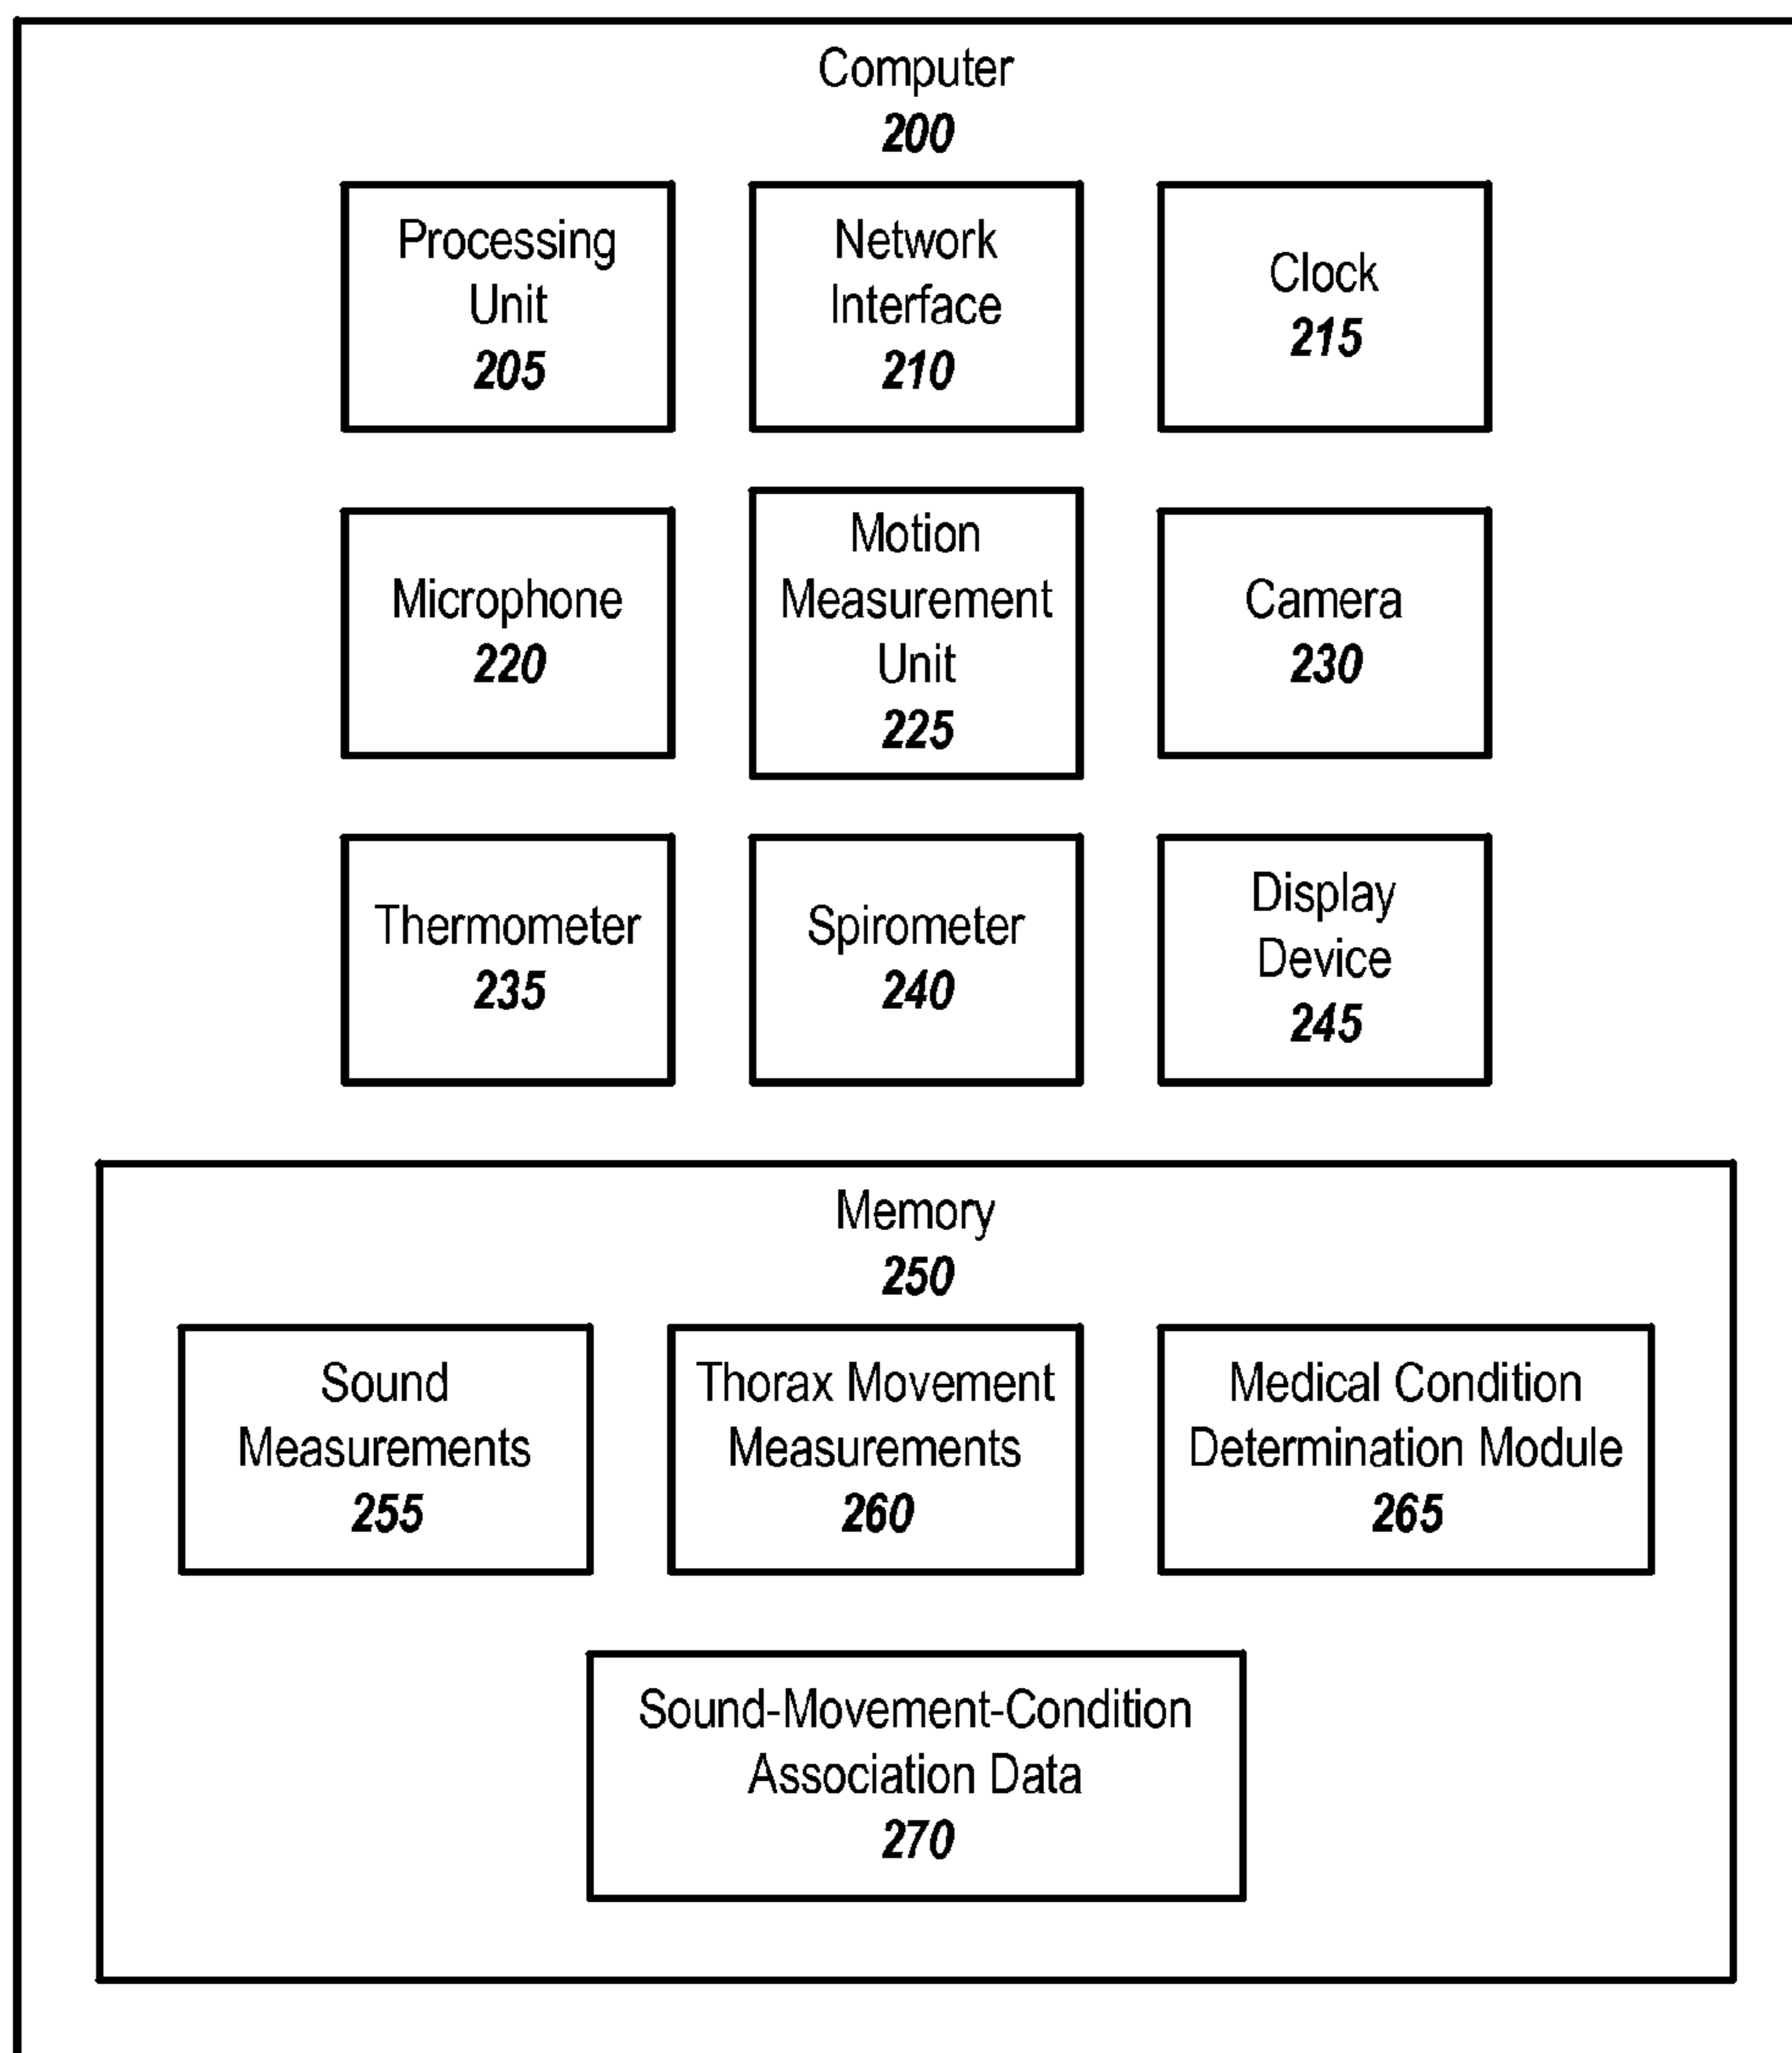 Computer
200
Processing
Unit
205
Network
Interface
210
Clock
215
Microphone
220
Motion
Measurement
Unit
225
Camera
230
Thermometer
235
Spirometer
240
Display
Device
245
Memory
250
Sound
Measurements
255
Thorax Movement
Measurements
260
Medical Condition
Determination Module
265
Sound-Movement-Condition
Association Data
270